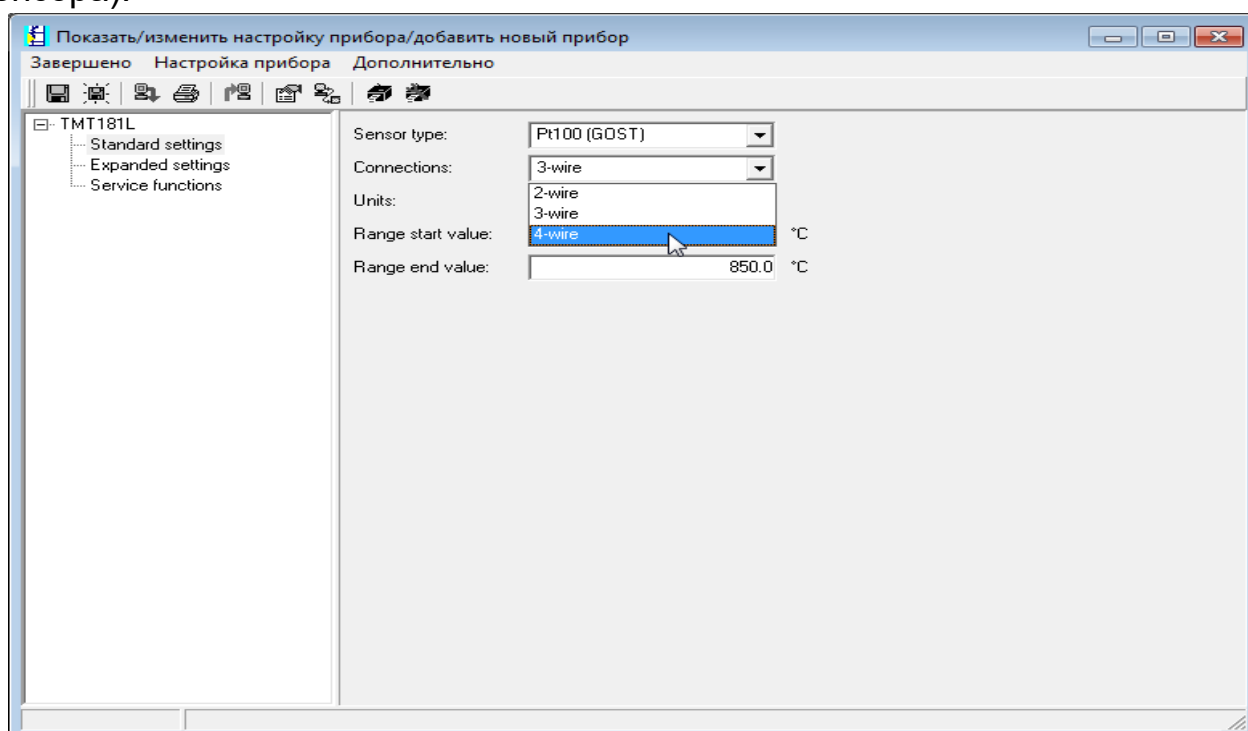 Показать/изменить настройку прибора/добавить новый прибор
Завершено Настройка прибора Дополнительно
TMT181L
Standard settings
Expanded settings
Service functions
Sensor type: Pt100 (GOST)
Connections: 3-wire
2-wire
Units:
3-wire
Range start value: 4-wire °C
Range end value: 850.0 °C